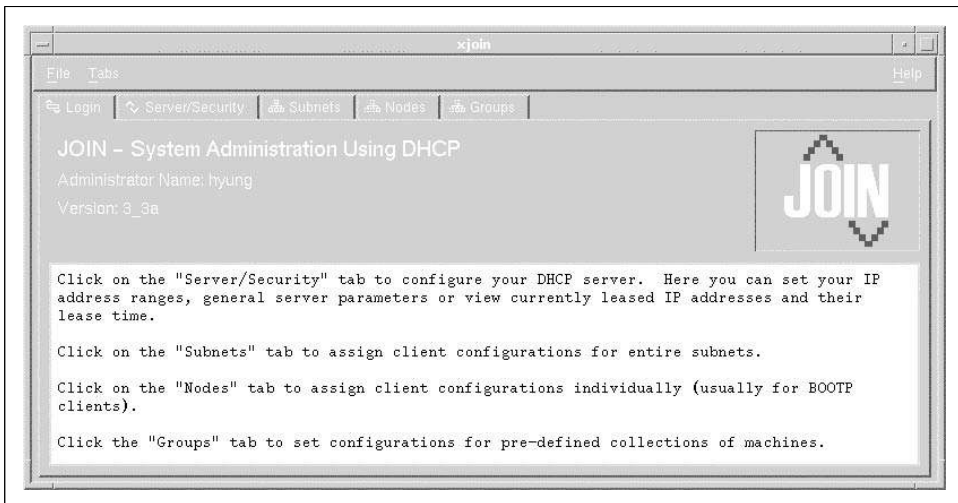 xjoin
File Tabs Help
Login Server/Security Subnets Nodes Groups
JOIN – System Administration Using DHCP
Administrator Name: hyung
Version: 3_3a
JOIN
Click on the "Server/Security" tab to configure your DHCP server.  Here you can set your IP
address ranges, general server parameters or view currently leased IP addresses and their
lease time.
Click on the "Subnets" tab to assign client configurations for entire subnets.
Click on the "Nodes" tab to assign client configurations individually (usually for BOOTP
clients).
Click the "Groups" tab to set configurations for pre-defined collections of machines.